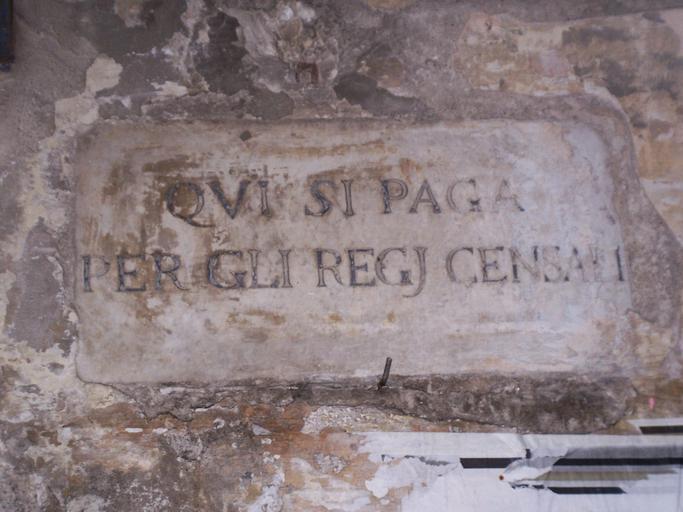 QVI SI PAGA
PER GLI REGJ CENSALI